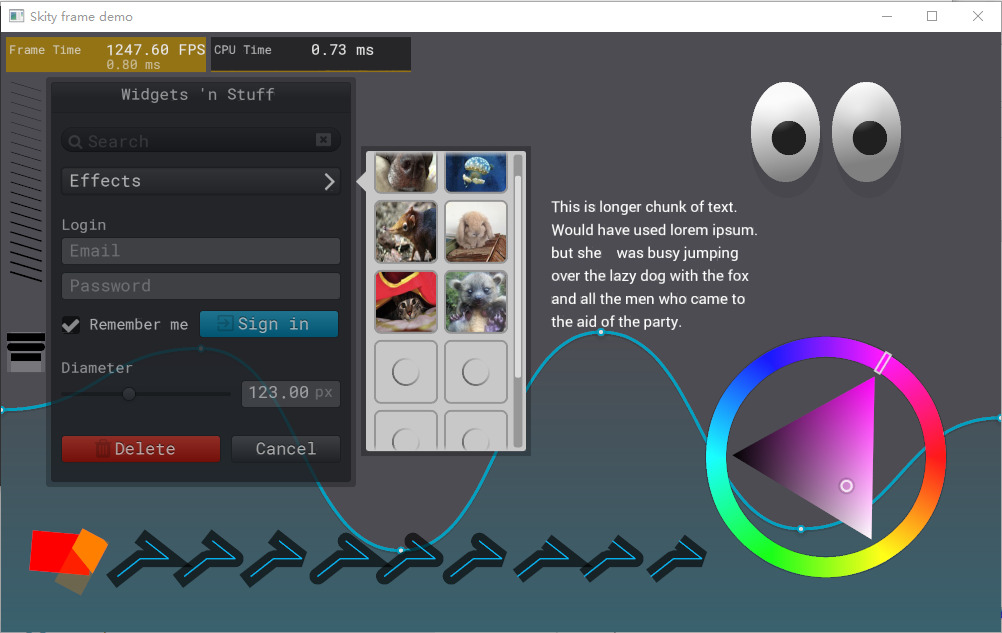 Skity frame demo
Frame Time 1247.60 FPS
0.80 ms
CPU Time 0.73 ms
Widgets 'n Stuff
Search
Effects
Login
Email
Password
Remember me
Sign in
Diameter
123.00 px
Delete
Cancel
This is longer chunk of text.
Would have used lorem ipsum.
but she was busy jumping
over the lazy dog with the fox
and all the men who came to
the aid of the party.